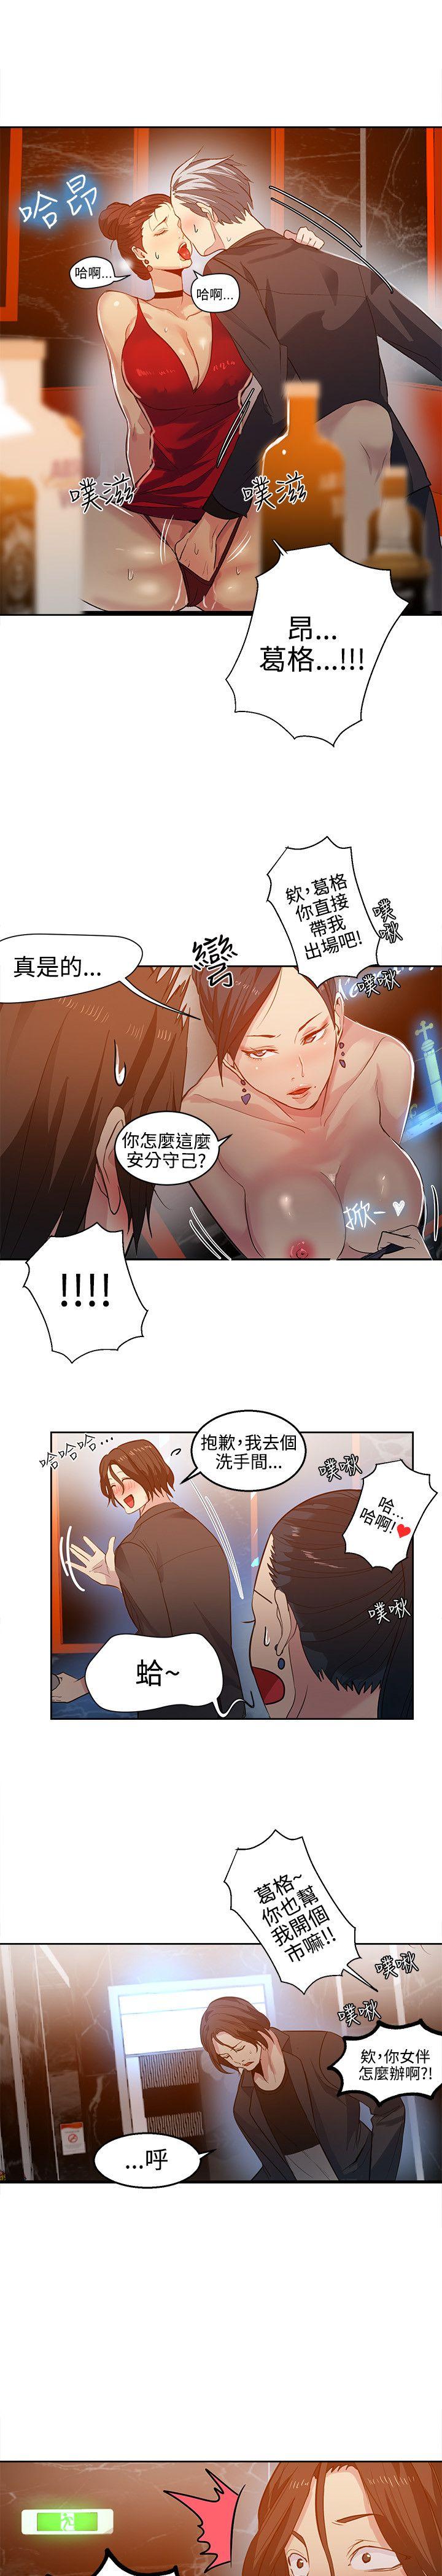 哈昂
哈啊...
哈啊...
噗滋
噗滋
昂...
葛格...!!!
欸,葛格
你直接
帶我
出場吧!
噗啾
噗啾
真是的...
彎
你怎麼這麼
安分守己?
掀─♥
!!!!
哈哈哈...
抱歉,我去個
洗手間...
噗啾
哈...
哈啊!♥
噗啾
蛤~
葛格~
你也幫
我開個
市嘛!!
噗啾
噗啾
欸,你女伴
怎麼辦啊?!
...呼